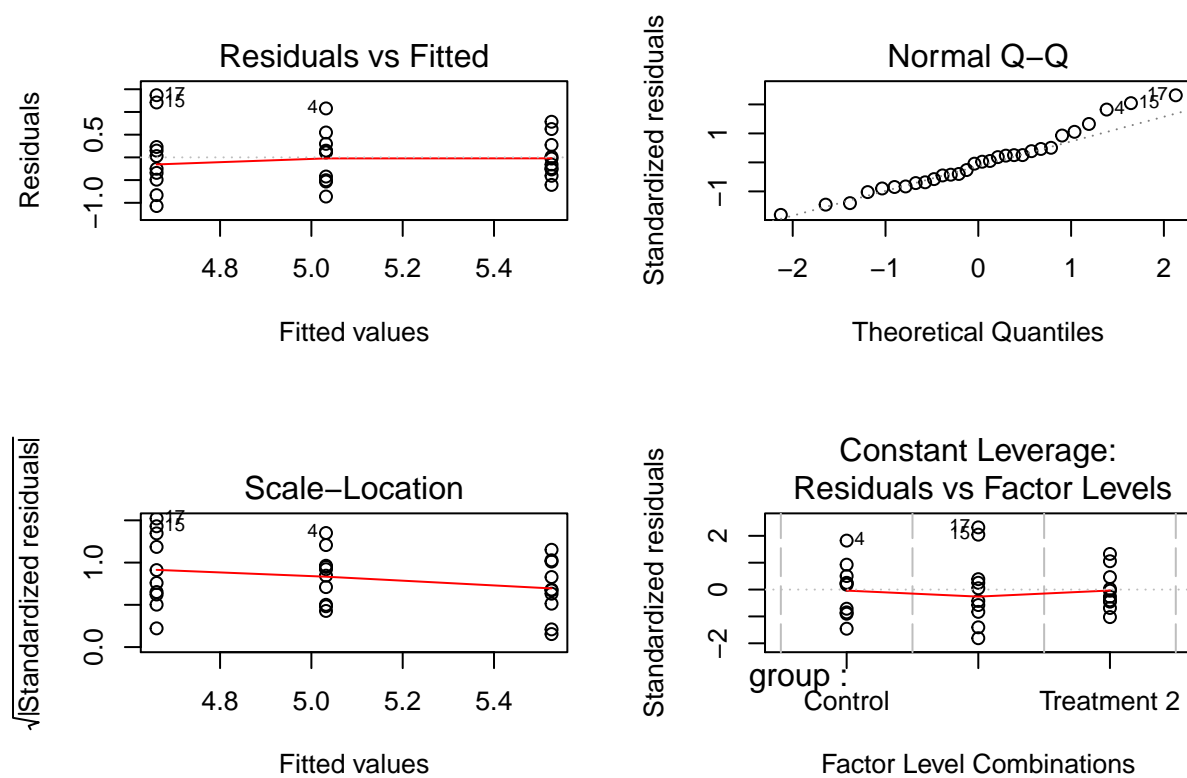 Residuals vs Fitted
Residuals
−1.0 0.5
17
15
4
4.8 5.0 5.2 5.4
Fitted values
Normal Q−Q
Standardized residuals
−1 1
17
15
4
−2 −1 0 1 2
Theoretical Quantiles
Scale−Location
√|Standardized residuals|
0.0 1.0
17
15
4
4.8 5.0 5.2 5.4
Fitted values
Constant Leverage:
Residuals vs Factor Levels
Standardized residuals
−2 0 2
4
17
15
group :
Control Treatment 2
Factor Level Combinations